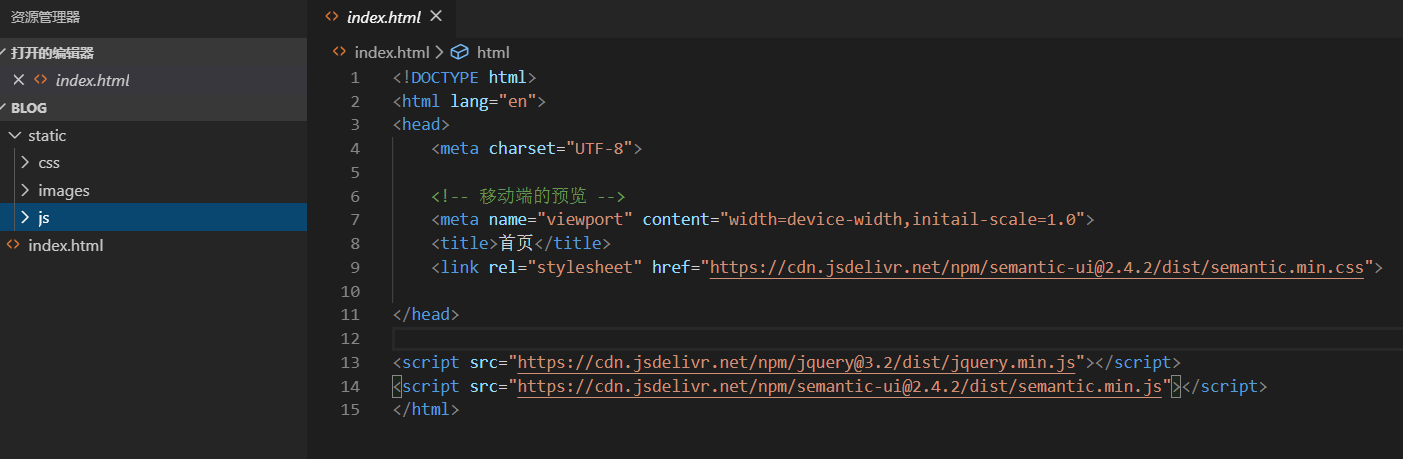 资源管理器
打开的编辑器
index.html
BLOG
static
css
images
js
index.html
index.html
index.html > html
1 <!DOCTYPE html>
2 <html lang="en">
3 <head>
4 <meta charset="UTF-8">
5
6 <!-- 移动端的预览 -->
7 <meta name="viewport" content="width=device-width,initail-scale=1.0">
8 <title>首页</title>
9 <link rel="stylesheet" href="https://cdn.jsdelivr.net/npm/semantic-ui@2.4.2/dist/semantic.min.css">
10
11 </head>
12
13 <script src="https://cdn.jsdelivr.net/npm/jquery@3.2/dist/jquery.min.js"></script>
14 <script src="https://cdn.jsdelivr.net/npm/semantic-ui@2.4.2/dist/semantic.min.js"></script>
15 </html>